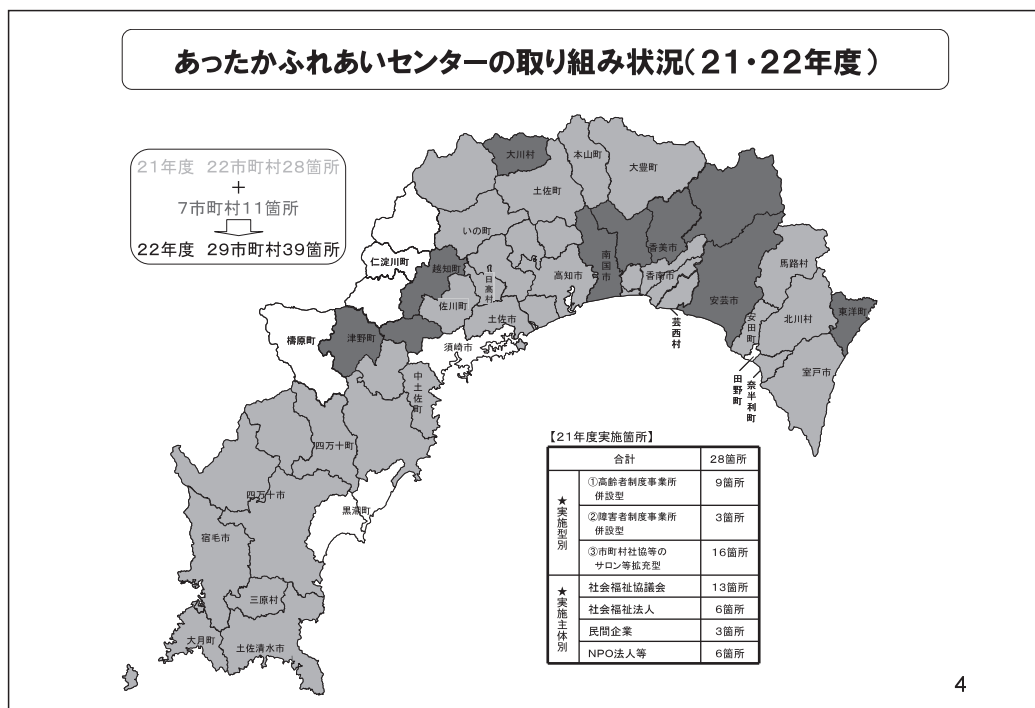 あったかふれあいセンターの取り組み状況(21・22年度)
21年度 22市町村28箇所
+
7市町村11箇所
22年度 29市町村39箇所
大川村
本山町
大豊町
土佐町
いの町
仁淀川町
越知町
日高村
高知市
南国市
香美市
香南市
佐川町
土佐市
安芸市
馬路村
芸西村
安田町
北川村
東洋町
梼原町
津野町
須崎市
田野町
奈半利町
室戸市
中土佐町
四万十町
四万十市
黒潮町
宿毛市
三原村
大月町
土佐清水市
【21年度実施箇所】
合計 28箇所
★実施型別
①高齢者制度事業所
併設型
9箇所
②障害者制度事業所
併設型
3箇所
③市町村社協等の
サロン等拡充型
16箇所
★実施主体別
社会福祉協議会 13箇所
社会福祉法人 6箇所
民間企業 3箇所
NPO法人等 6箇所
4